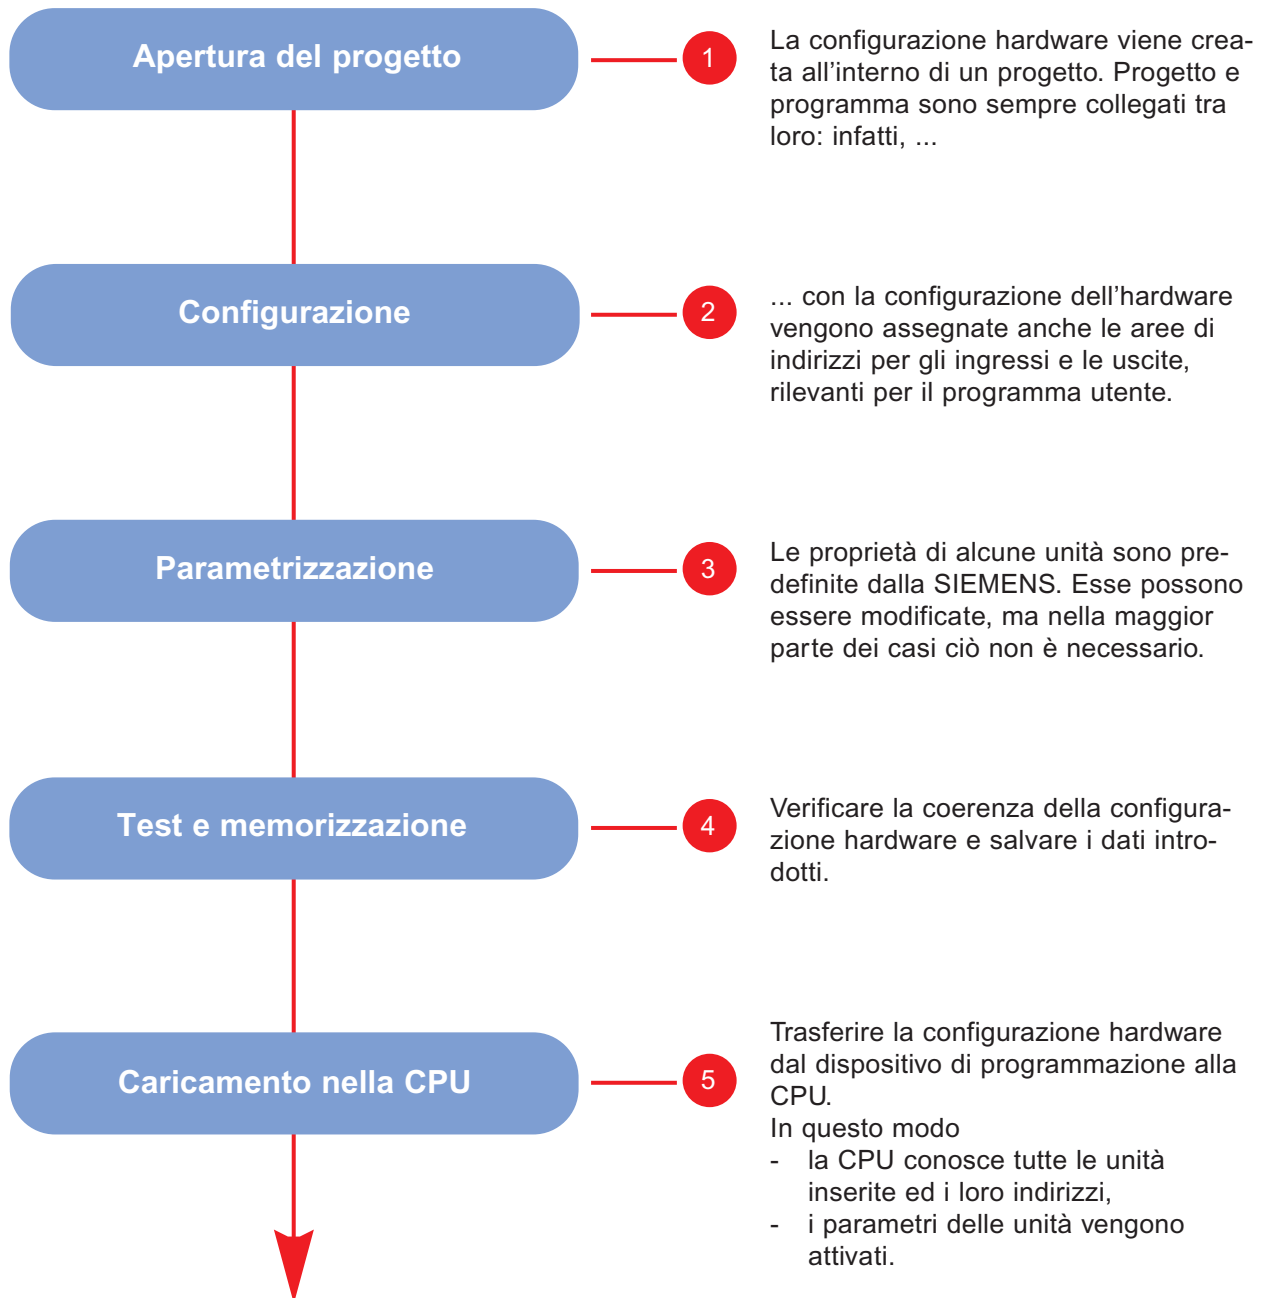 Apertura del progetto
1
La configurazione hardware viene crea-
ta all'interno di un progetto. Progetto e
programma sono sempre collegati tra
loro: infatti, ...
Configurazione
2
... con la configurazione dell'hardware
vengono assegnate anche le aree di
indirizzi per gli ingressi e le uscite,
rilevanti per il programma utente.
Parametrizzazione
3
Le proprietà di alcune unità sono pre-
definite dalla SIEMENS. Esse possono
essere modificate, ma nella maggior
parte dei casi ciò non è necessario.
Test e memorizzazione
4
Verificare la coerenza della configura-
zione hardware e salvare i dati intro-
dotti.
Caricamento nella CPU
5
Trasferire la configurazione hardware
dal dispositivo di programmazione alla
CPU.
In questo modo
- la CPU conosce tutte le unità
inserite ed i loro indirizzi,
- i parametri delle unità vengono
attivati.